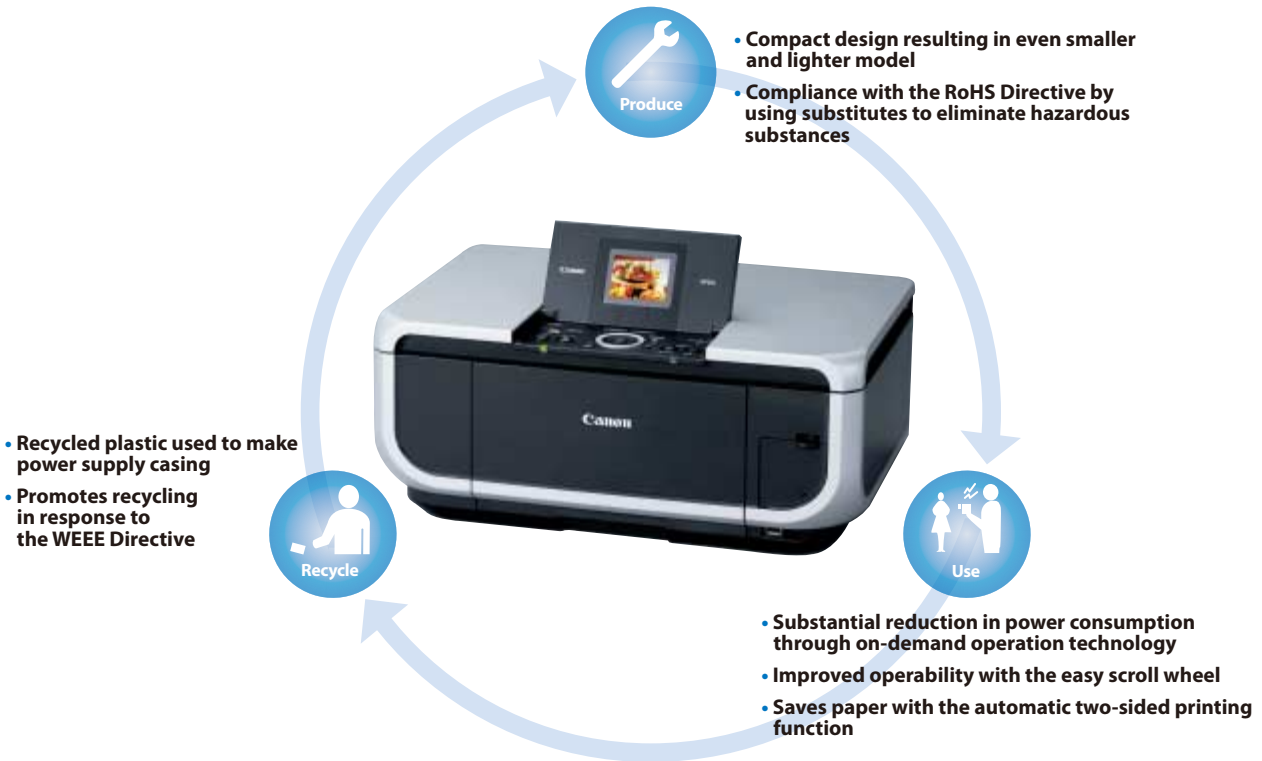 • Compact design resulting in even smaller
and lighter model
• Compliance with the RoHS Directive by
using substitutes to eliminate hazardous
substances
Produce
Canon
Canon
• Recycled plastic used to make
power supply casing
• Promotes recycling
in response to
the WEEE Directive
Recycle
Use
• Substantial reduction in power consumption
through on-demand operation technology
• Improved operability with the easy scroll wheel
• Saves paper with the automatic two-sided printing
function